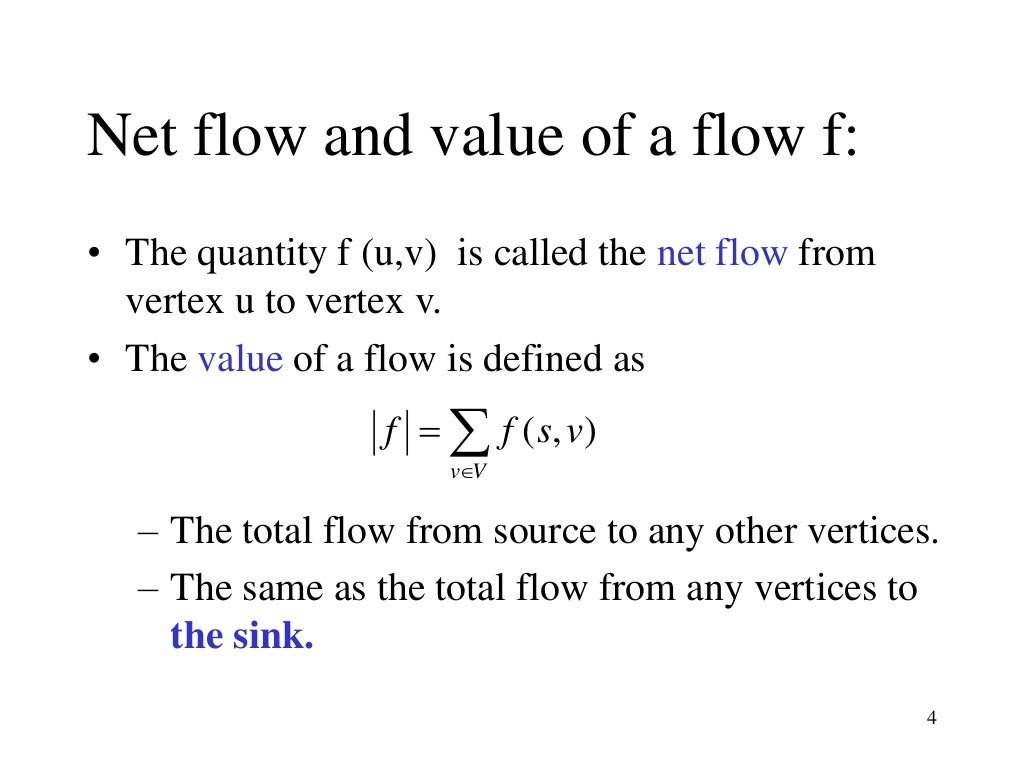 Net flow and value of a flow f:
• The quantity f (u,v) is called the net flow from
vertex u to vertex v.
• The value of a flow is defined as
|f| = ∑ f (s, v)
v∈V
– The total flow from source to any other vertices.
– The same as the total flow from any vertices to
the sink.
4